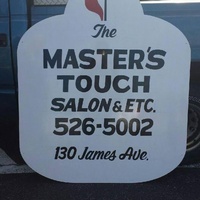 The
MASTER'S
TOUCH
SALON & ETC.
526-5002
130 James Ave.